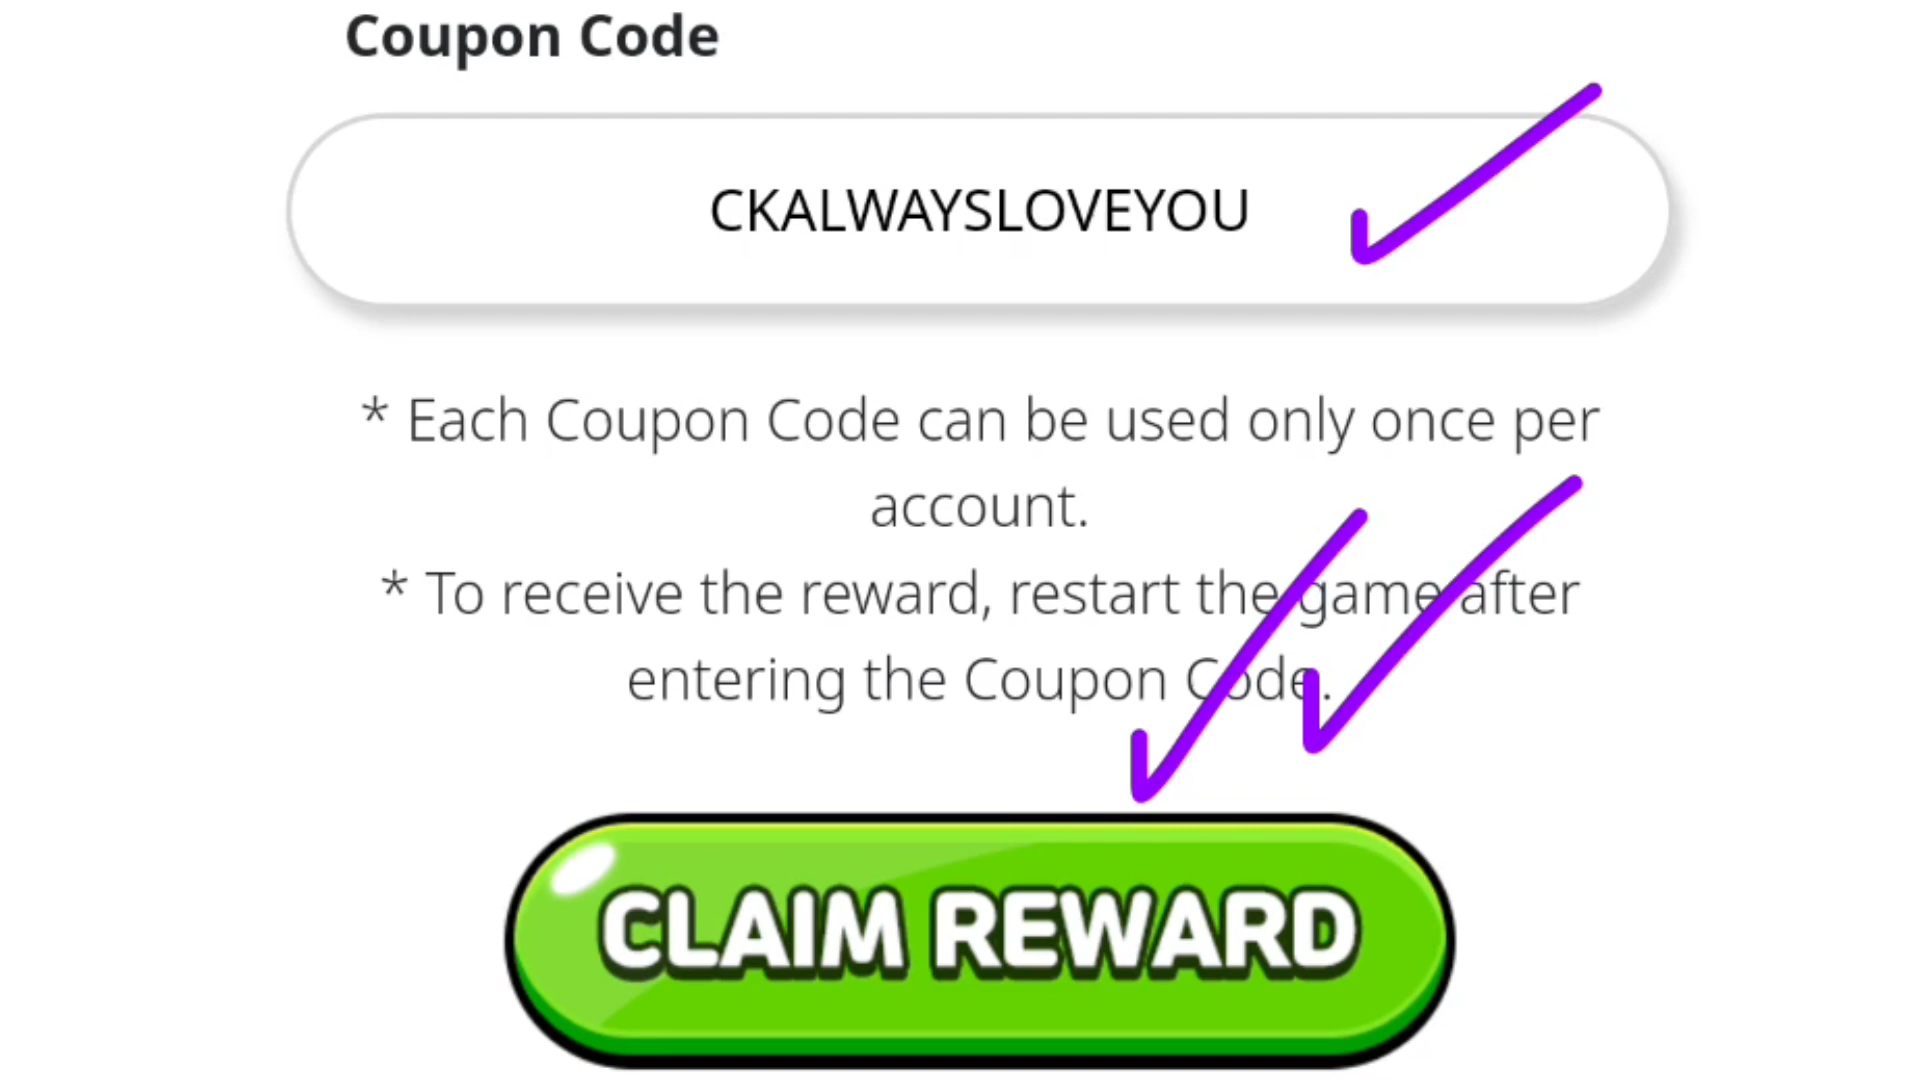 Coupon Code
CKALWAYSLOVEYOU
* Each Coupon Code can be used only once per
account.
* To receive the reward, restart the game after
entering the Coupon Code.
CLAIM REWARD